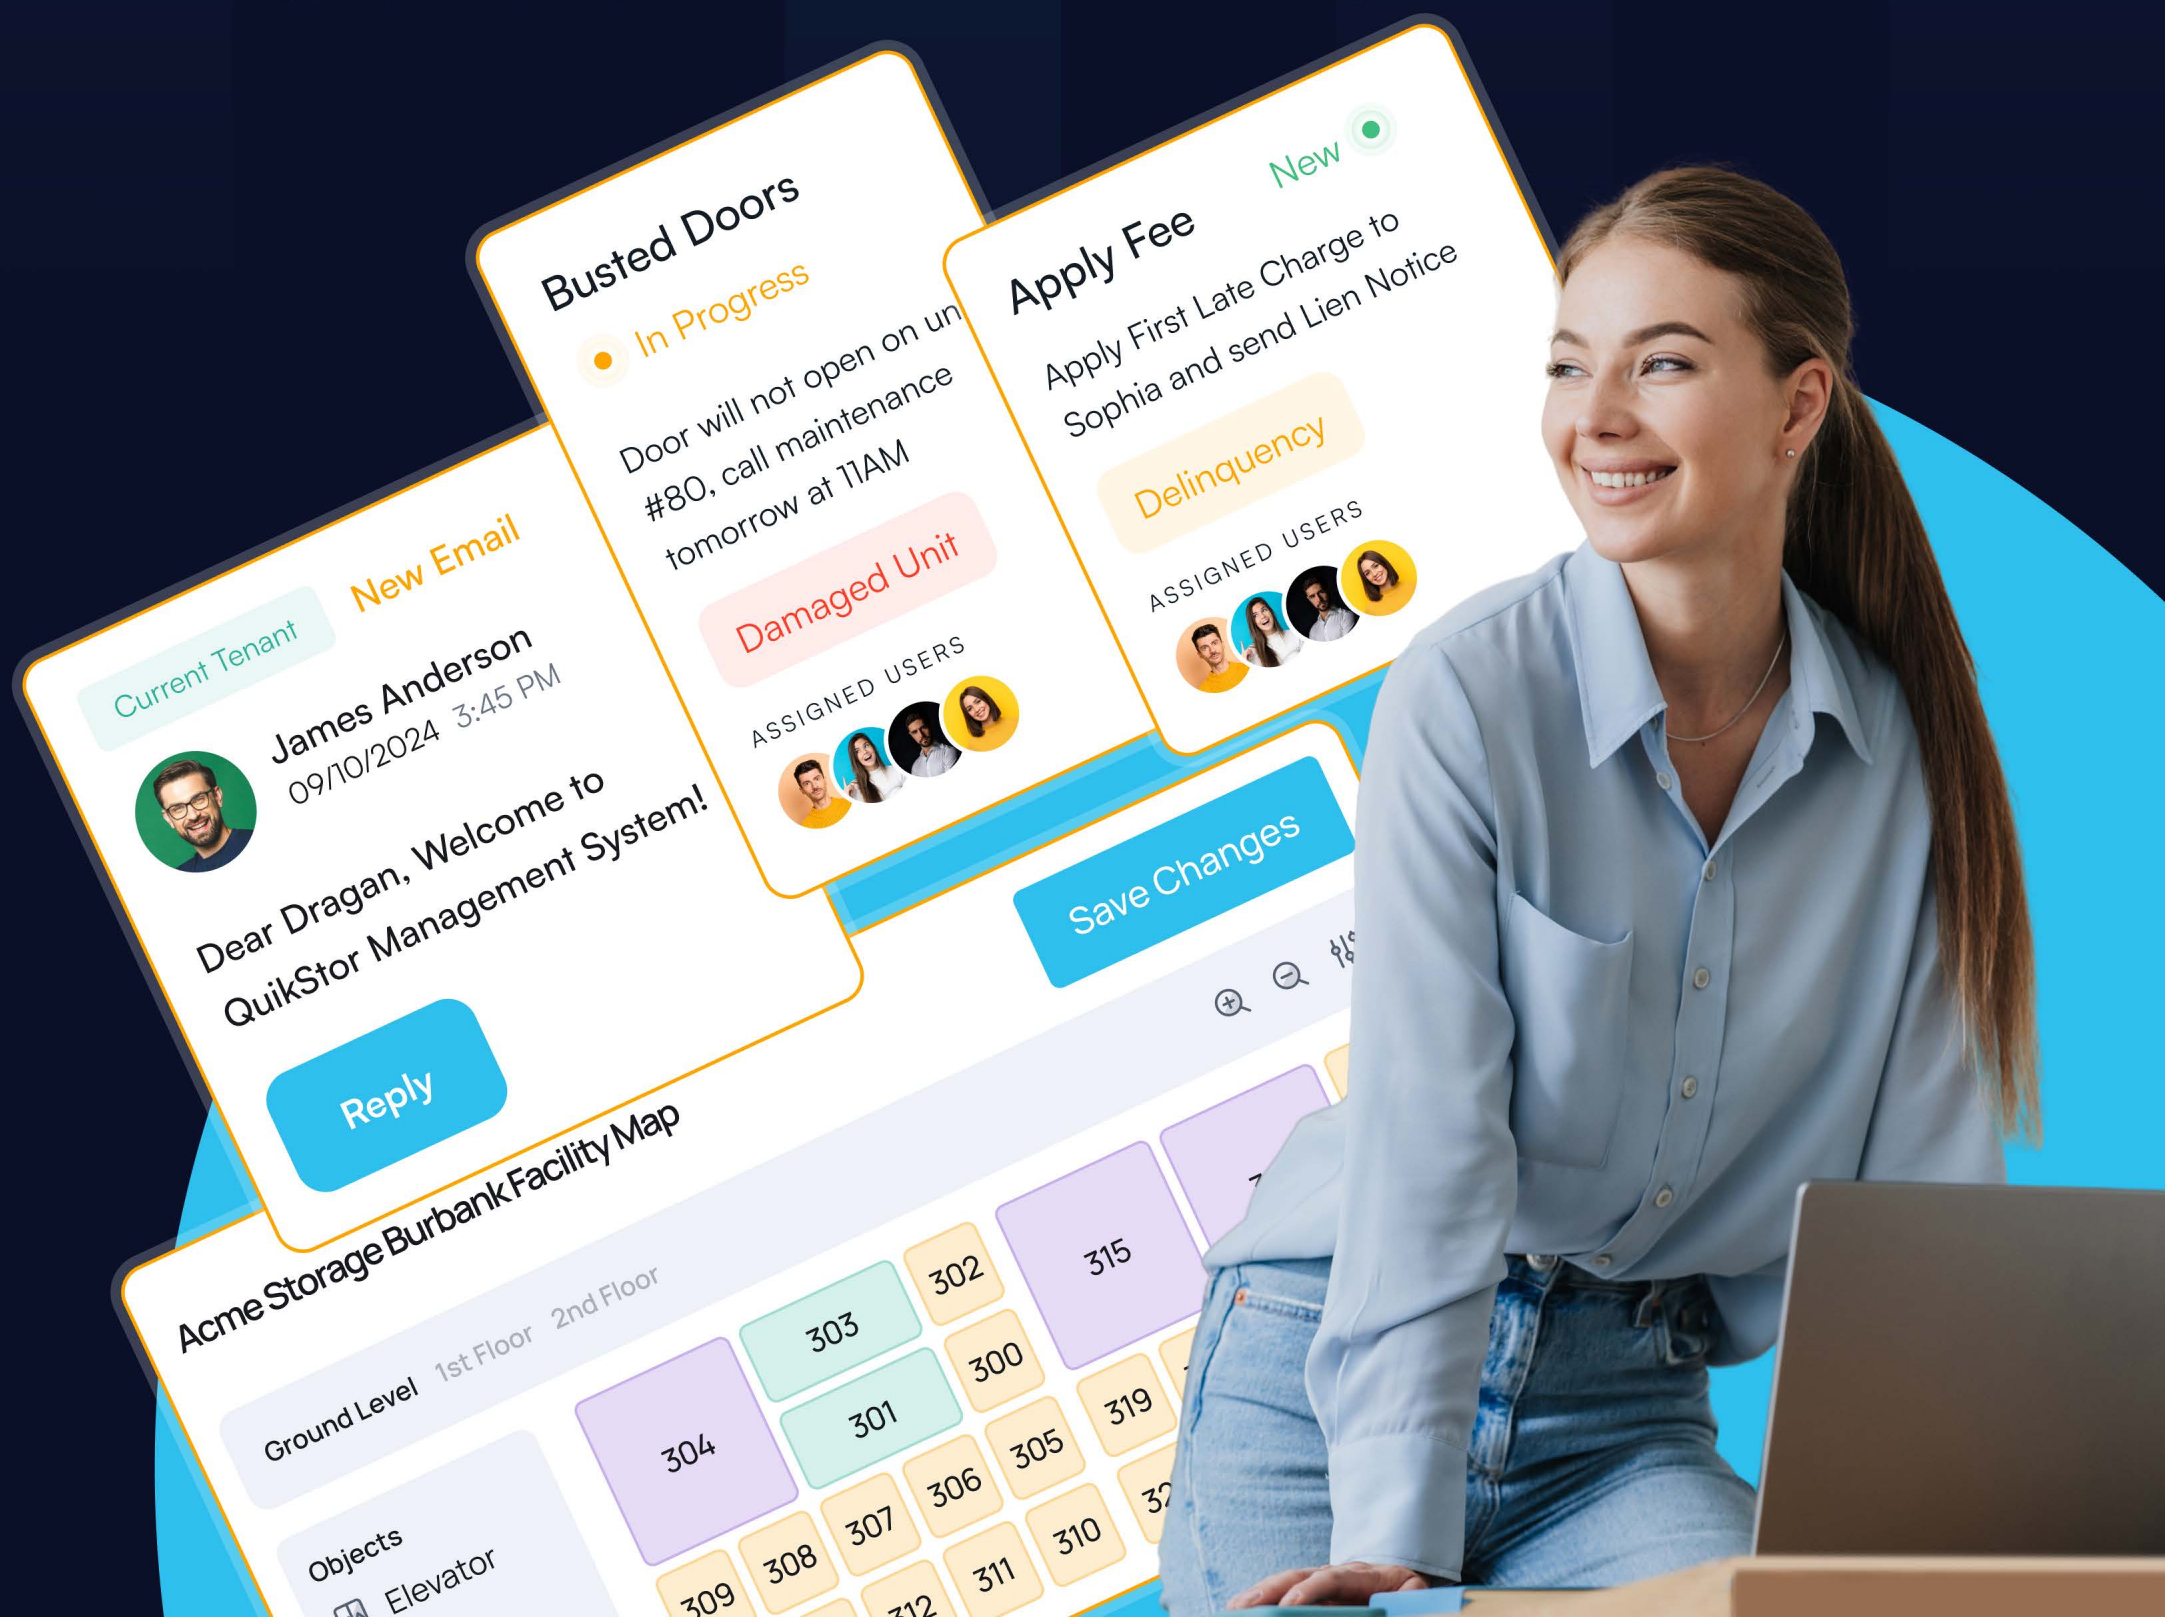 Busted Doors
In Progress
Door will not open on
#80, call maintenance
tomorrow at 11AM
Damaged Unit
ASSIGNED USERS
New
Apply Fee
Apply First Late Charge to
Sophia and send Lien Notice
Delinquency
ASSIGNED USERS
Current Tenant
New Email
James Anderson
09/10/2024 3:45 PM
Dear Dragan, Welcome to
QuikStor Management System!
Reply
Save Changes
Acme Storage Burbank Facility Map
Ground Level 1st Floor 2nd Floor
Objects
Elevator
304
303
302
301
300
315
319
305
306
307
308
309
310
311
312